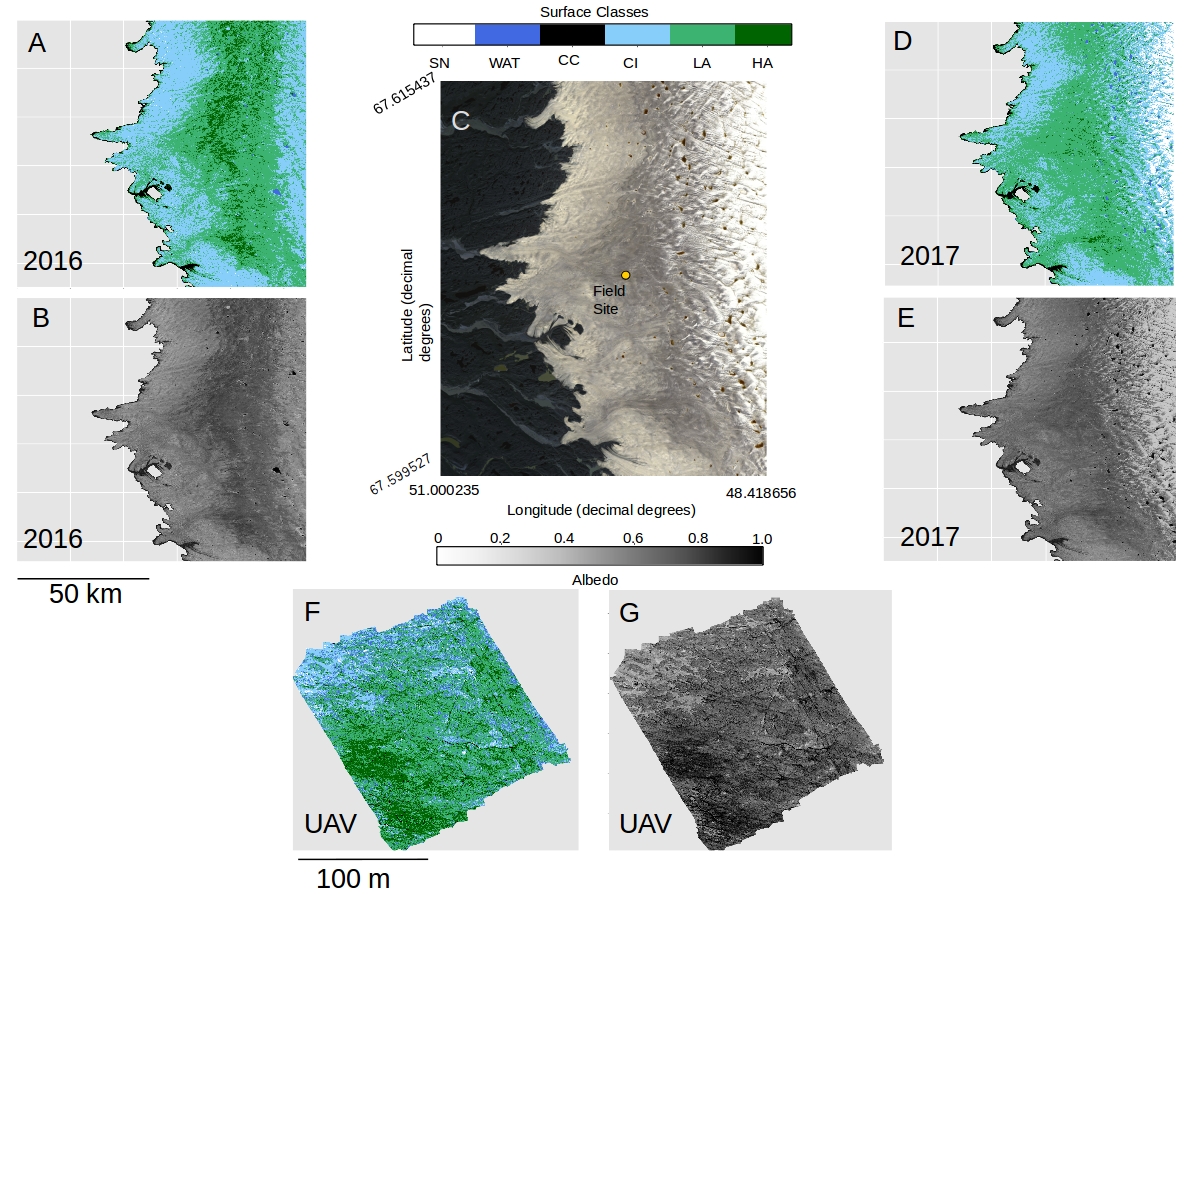 Surface Classes
SN WAT CC CI LA HA
A
2016
B
2016
50 km
67.615437
C
Field
Site
Latitude (decimal
degrees)
67.599527
51.000235 48.418656
Longitude (decimal degrees)
0 0,2 0.4 0.6 0.8 1.0
Albedo
D
2017
E
2017
F
UAV
100 m
G
UAV